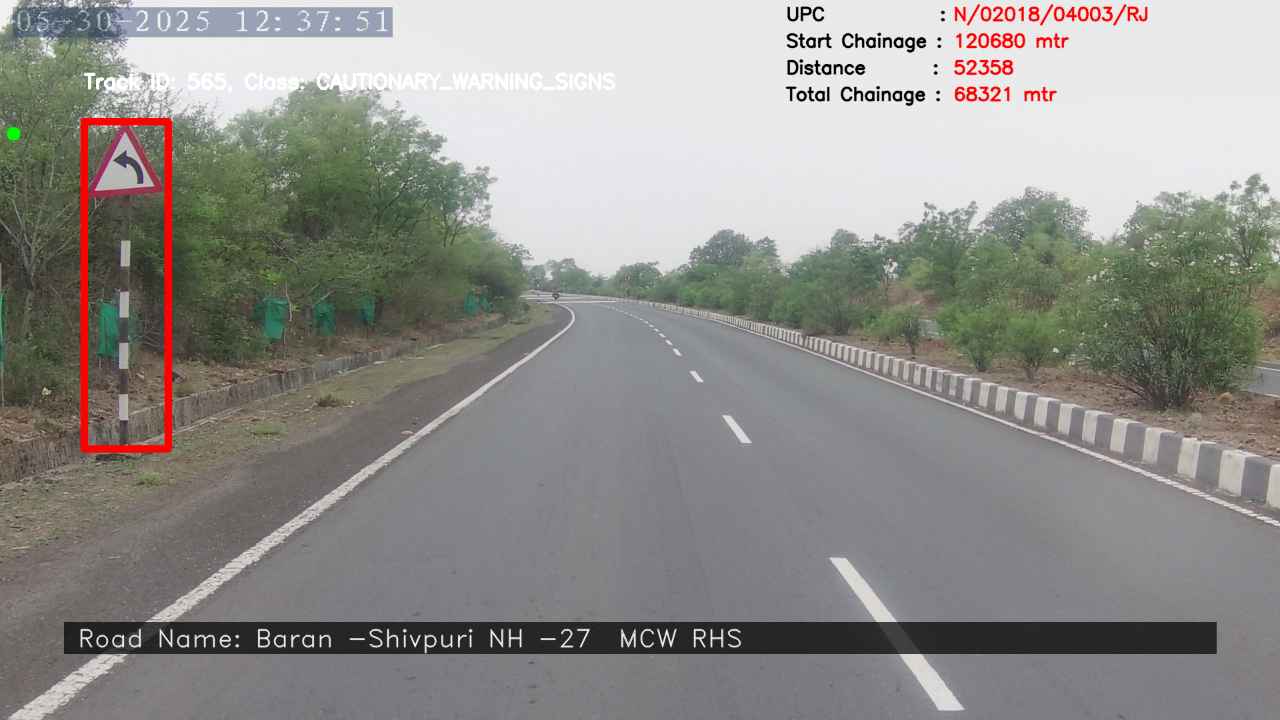 05-30-2025 12:37:51
UPC : N/02018/04003/RJ
Start Chainage : 120680 mtr
Distance : 52358
Total Chainage : 68321 mtr
Track ID: 565, Class: CAUTIONARY_WARNING_SIGNS
Road Name: Baran -Shivpuri NH -27 MCW RHS